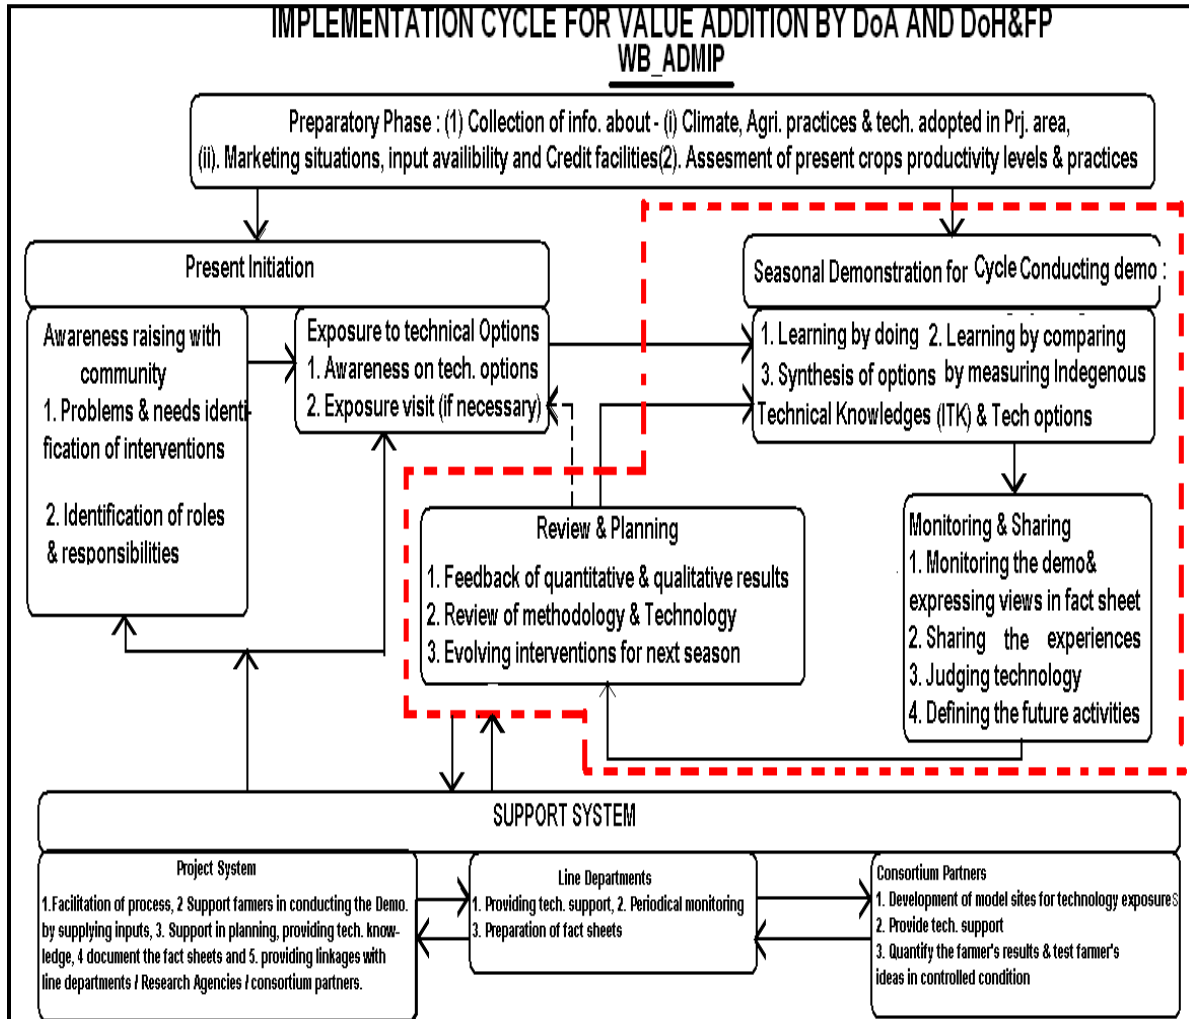 IMPLEMENTATION CYCLE FOR VALUE ADDITION BY DoA AND DoH&FP
WB_ADMIP
Preparatory Phase : (1) Collection of info. about - (i) Climate, Agri. practices & tech. adopted in Prj. area,
(ii). Marketing situations, input availibility and Credit facilities(2). Assesment of present crops productivity levels & practices
Present Initiation
Awareness raising with
community
1. Problems & needs identi-
fication of interventions
2. Identification of roles
& responsibilities
Exposure to technical Options
1. Awareness on tech. options
2. Exposure visit (if necessary)
Seasonal Demonstration for Cycle Conducting demo :
1. Learning by doing 2. Learning by comparing
3. Synthesis of options by measuring Indegenous
Technical Knowledges (ITK) & Tech options
Review & Planning
1. Feedback of quantitative & qualitative results
2. Review of methodology & Technology
3. Evolving interventions for next season
Monitoring & Sharing
1. Monitoring the demo&
expressing views in fact sheet
2. Sharing the experiences
3. Judging technology
4. Defining the future activities
SUPPORT SYSTEM
Project System
1.Facilitation of process, 2 Support farmers in conducting the Demo.
by supplying inputs, 3. Support in planning, providing tech. know-
ledge, 4 document the fact sheets and 5. providing linkages with
line departments / Research Agencies / consortium partners.
Line Departments
1. Providing tech. support, 2. Periodical monitoring
3. Preparation of fact sheets
Consortium Partners
1. Development of model sites for technology exposures
2. Provide tech. support
3. Quantify the farmer's results & test farmer's
ideas in controlled condition